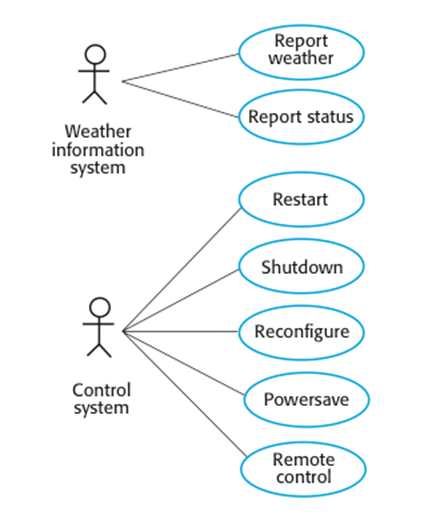 Report
weather
Report status
Weather
information
system
Restart
Shutdown
Reconfigure
Control
system
Powersave
Remote
control